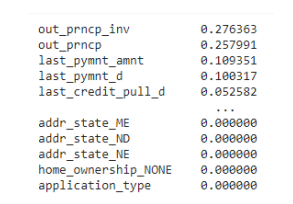 out_prncp_inv 0.276363
out_prncp 0.257991
last_pymnt_amnt 0.109351
last_pymnt_d 0.100317
last_credit_pull_d 0.052582
...
addr_state_ME 0.000000
addr_state_ND 0.000000
addr_state_NE 0.000000
home_ownership_NONE 0.000000
application_type 0.000000